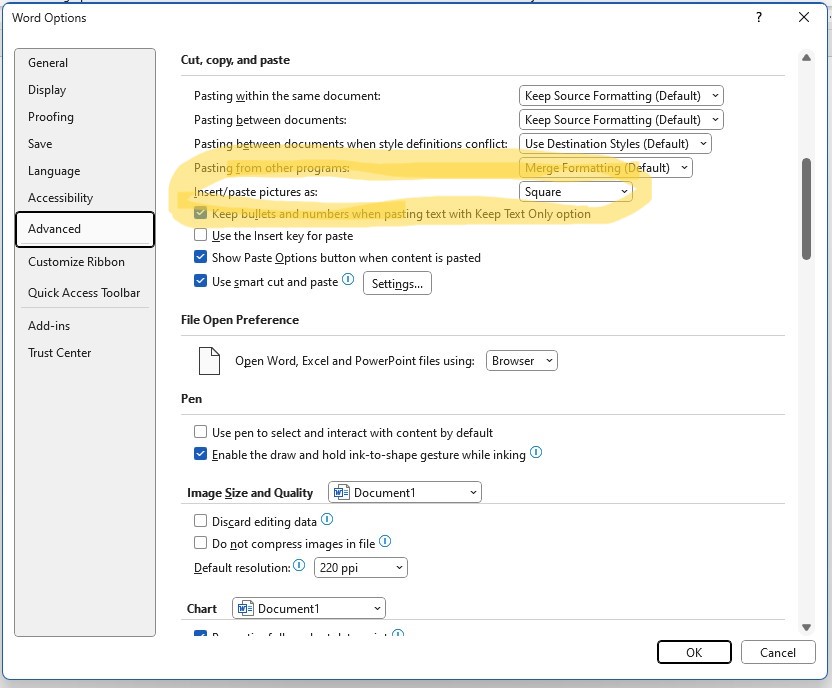 Word Options
?
General
Display
Proofing
Save
Language
Accessibility
Advanced
Customize Ribbon
Quick Access Toolbar
Add-ins
Trust Center
Cut, copy, and paste
Pasting within the same document: Keep Source Formatting (Default)
Pasting between documents: Keep Source Formatting (Default)
Pasting between documents when style definitions conflict: Use Destination Styles (Default)
Pasting from other programs: Merge Formatting (Default)
Insert/paste pictures as: Square
Keep bullets and numbers when pasting text with Keep Text Only option
Use the Insert key for paste
Show Paste Options button when content is pasted
Use smart cut and paste Settings...
File Open Preference
Open Word, Excel and PowerPoint files using: Browser
Pen
Use pen to select and interact with content by default
Enable the draw and hold ink-to-shape gesture while inking
Image Size and Quality Document1
Discard editing data
Do not compress images in file
Default resolution: 220 ppi
Chart Document1
OK Cancel